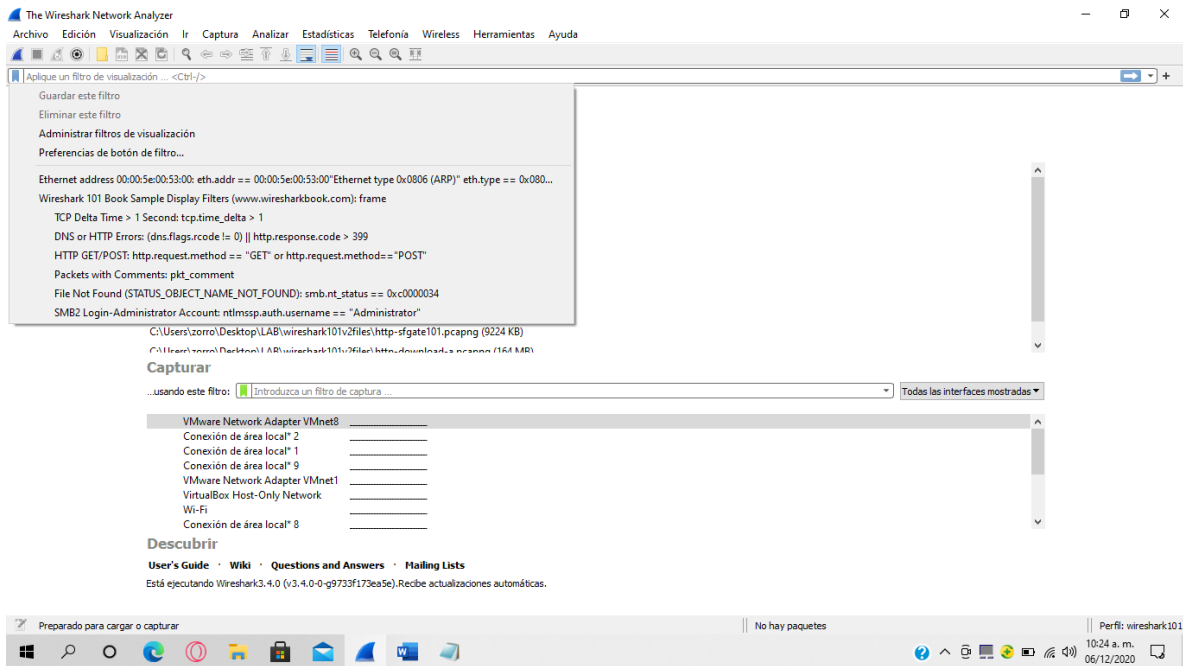 The Wireshark Network Analyzer
Archivo Edición Visualización Ir Captura Analizar Estadísticas Telefonía Wireless Herramientas Ayuda
Aplique un filtro de visualización ... <Ctrl-/>
Guardar este filtro
Eliminar este filtro
Administrar filtros de visualización
Preferencias de botón de filtro...
Ethernet address 00:00:5e:00:53:00: eth.addr == 00:00:5e:00:53:00"Ethernet type 0x0806 (ARP)" eth.type == 0x080...
Wireshark 101 Book Sample Display Filters (www.wiresharkbook.com): frame
TCP Delta Time > 1 Second: tcp.time_delta > 1
DNS or HTTP Errors: (dns.flags.rcode != 0) || http.response.code > 399
HTTP GET/POST: http.request.method == "GET" or http.request.method=="POST"
Packets with Comments: pkt_comment
File Not Found (STATUS_OBJECT_NAME_NOT_FOUND): smb.nt_status == 0xc0000034
SMB2 Login-Administrator Account: ntlmssp.auth.username == "Administrator"
C:\Users\zorro\Desktop\LAB\wireshark101v2files\http-sfgate101.pcapng (9224 KB)
C:\Users\zorro\Desktop\LAB\wireshark101v2files\http-download-a.pcapng (164 MB)
Capturar
...usando este filtro: Introduzca un filtro de captura ... Todas las interfaces mostradas
VMware Network Adapter VMnet8
Conexión de área local* 2
Conexión de área local* 1
Conexión de área local* 9
VMware Network Adapter VMnet1
VirtualBox Host-Only Network
Wi-Fi
Conexión de área local* 8
Descubrir
User's Guide · Wiki · Questions and Answers · Mailing Lists
Está ejecutando Wireshark3.4.0 (v3.4.0-0-g9733f173ea5e).Recibe actualizaciones automáticas.
Preparado para cargar o capturar No hay paquetes Perfil: wireshark101
10:24 a. m.
06/12/2020